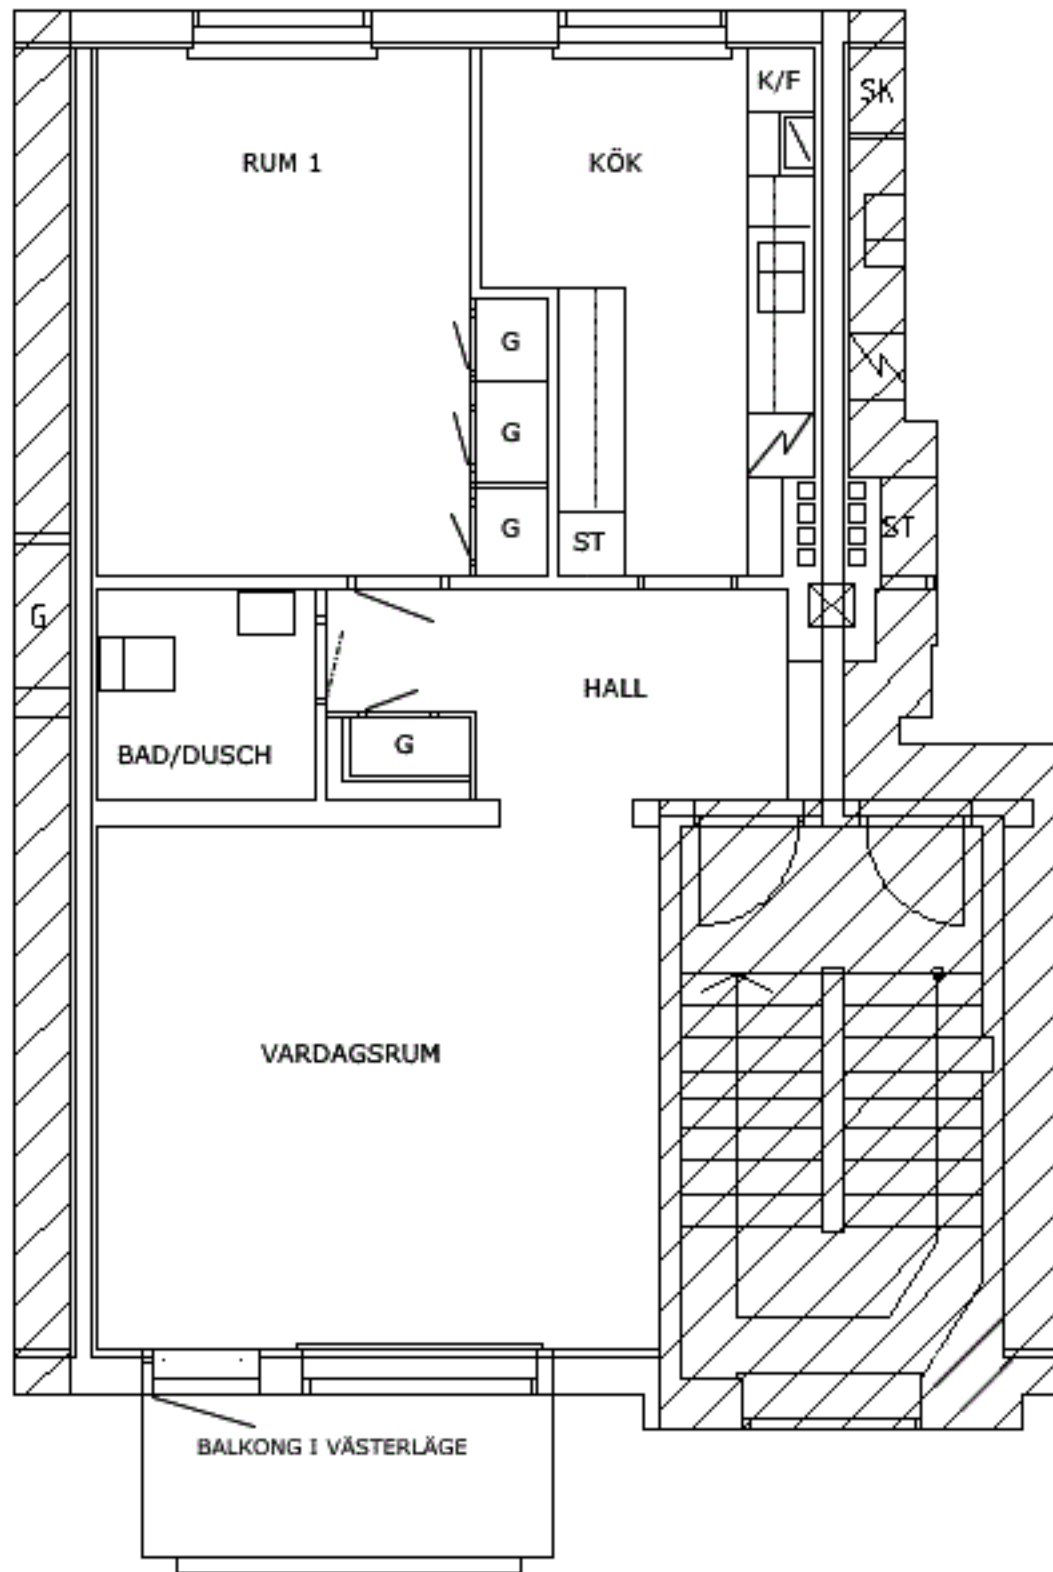 K/F
SK
RUM 1
KÖK
G
G
G
ST
ST
G
HALL
G
BAD/DUSCH
VARDAGSRUM
BALKONG I VÄSTERLÄGE